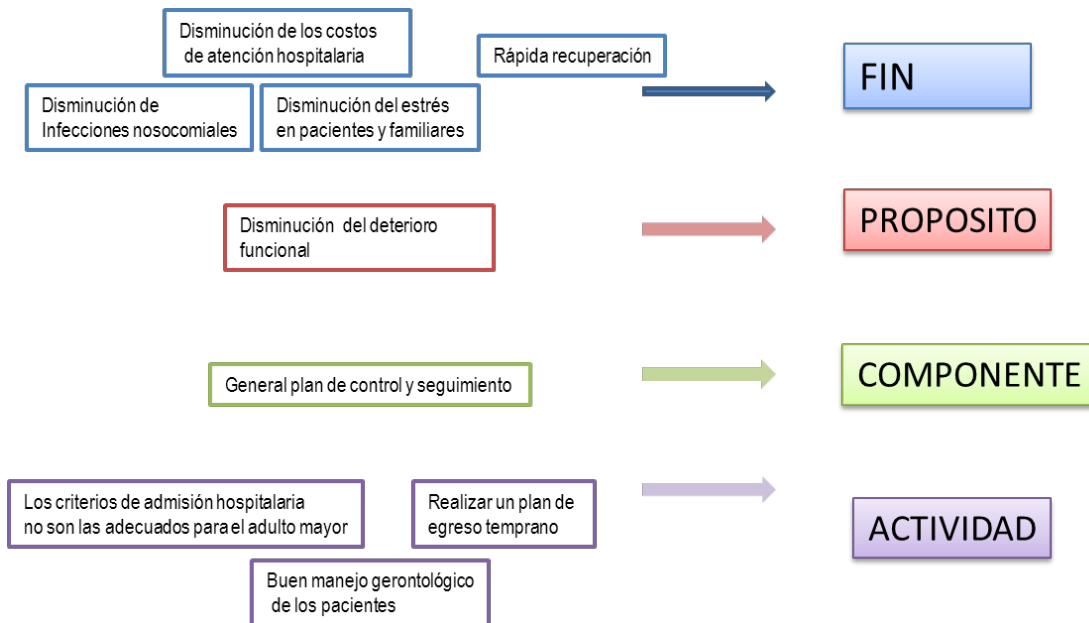 Disminución de los costos
de atención hospitalaria
Rápida recuperación
Disminución de
Infecciones nosocomiales
Disminución del estrés
en pacientes y familiares
FIN
Disminución del deterioro
funcional
PROPOSITO
General plan de control y seguimiento
COMPONENTE
Los criterios de admisión hospitalaria
no son las adecuados para el adulto mayor
Realizar un plan de
egreso temprano
Buen manejo gerontológico
de los pacientes
ACTIVIDAD